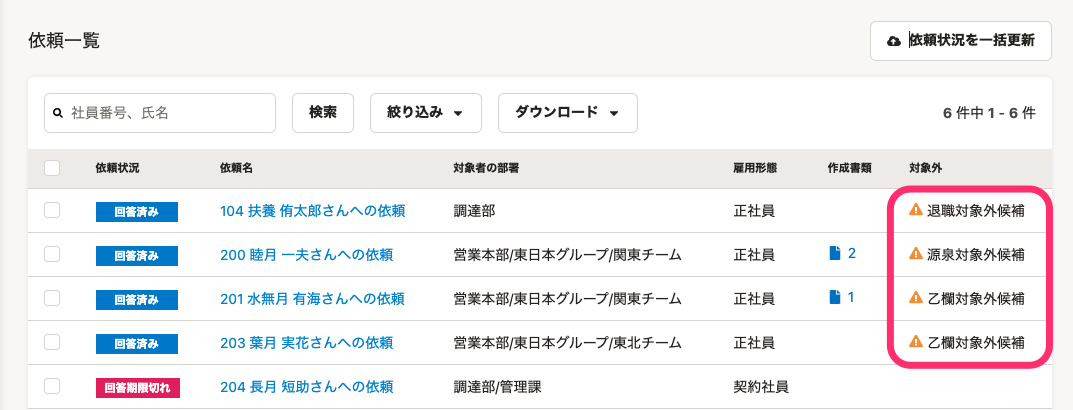 依頼一覧
依頼状況を一括更新
社員番号、氏名 検索 絞り込み ダウンロード 6 件中 1 - 6 件
依頼状況 依頼名 対象者の部署 雇用形態 作成書類 対象外
回答済み 104 扶養 侑太郎さんへの依頼 調達部 正社員 退職対象外候補
回答済み 200 睦月 一夫さんへの依頼 営業本部/東日本グループ/関東チーム 正社員 2 源泉対象外候補
回答済み 201 水無月 有海さんへの依頼 営業本部/東日本グループ/関東チーム 正社員 1 乙欄対象外候補
回答済み 203 葉月 実花さんへの依頼 営業本部/東日本グループ/東北チーム 正社員 乙欄対象外候補
回答期限切れ 204 長月 短助さんへの依頼 調達部/管理課 契約社員